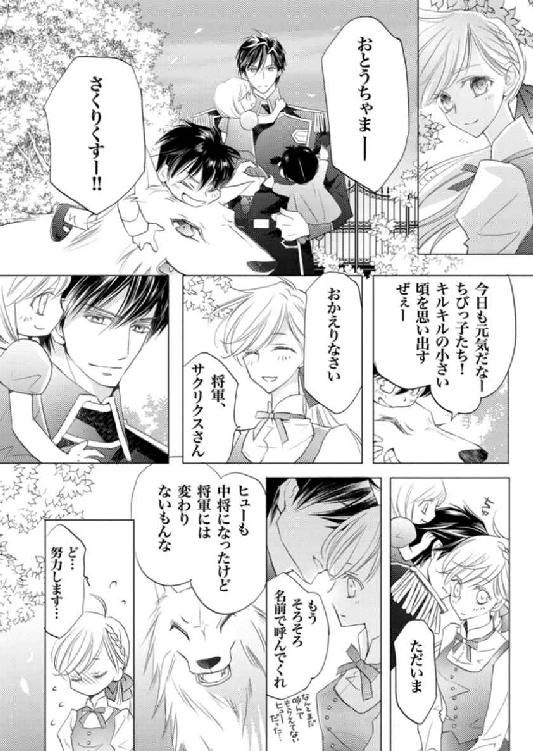 おとうちゃまー
さくりくすー!!
今日も元気だなー
ちびっ子たち!
キルキルの小さい
頃を思い出す
ぜぇー
おかえりなさい
将軍、
サクリクスさん
ただいま
もう
そろそろ
名前で呼んでくれ
ヒューも
中将になったけど
将軍には
変わり
ないもんな
ど…
努力します…